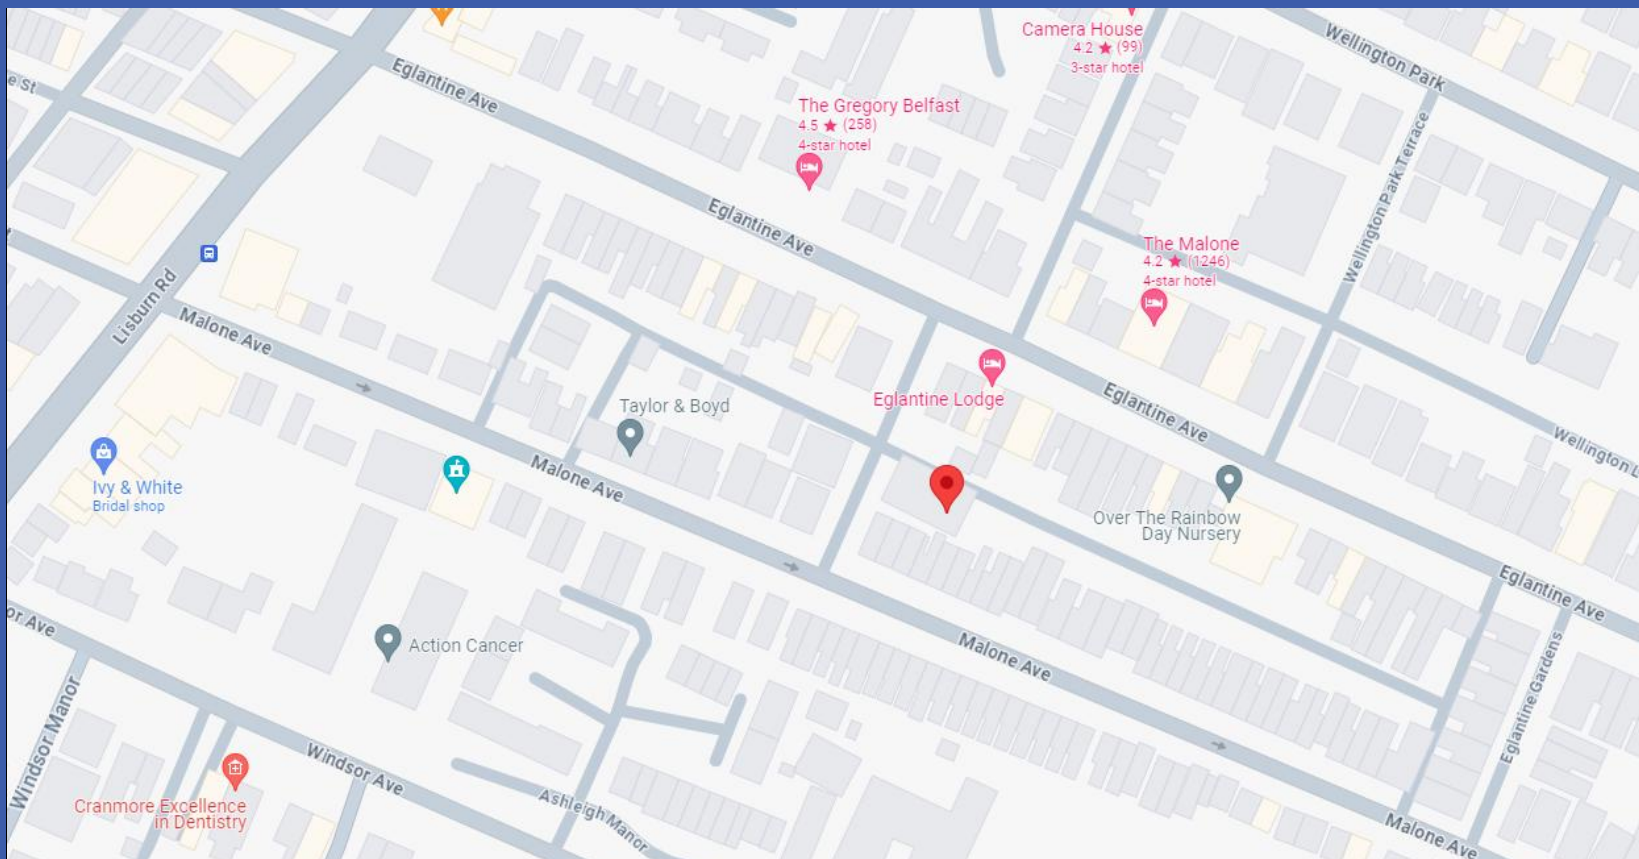 Camera House
4.2 ★ (99)
3-star hotel
Wellington Park
Eglantine Ave
e St
The Gregory Belfast
4.5 ★ (258)
4-star hotel
Wellington Park Terrace
Eglantine Ave
The Malone
4.2 ★ (1246)
4-star hotel
Lisburn Rd
Malone Ave
Eglantine Lodge
Eglantine Ave
Taylor & Boyd
Wellington L
Ivy & White
Bridal shop
Malone Ave
Over The Rainbow
Day Nursery
Eglantine Ave
or Ave
Action Cancer
Malone Ave
Eglantine Gardens
Windsor Manor
Windsor Ave
Cranmore Excellence
in Dentistry
Ashleigh Manor
Malone Ave